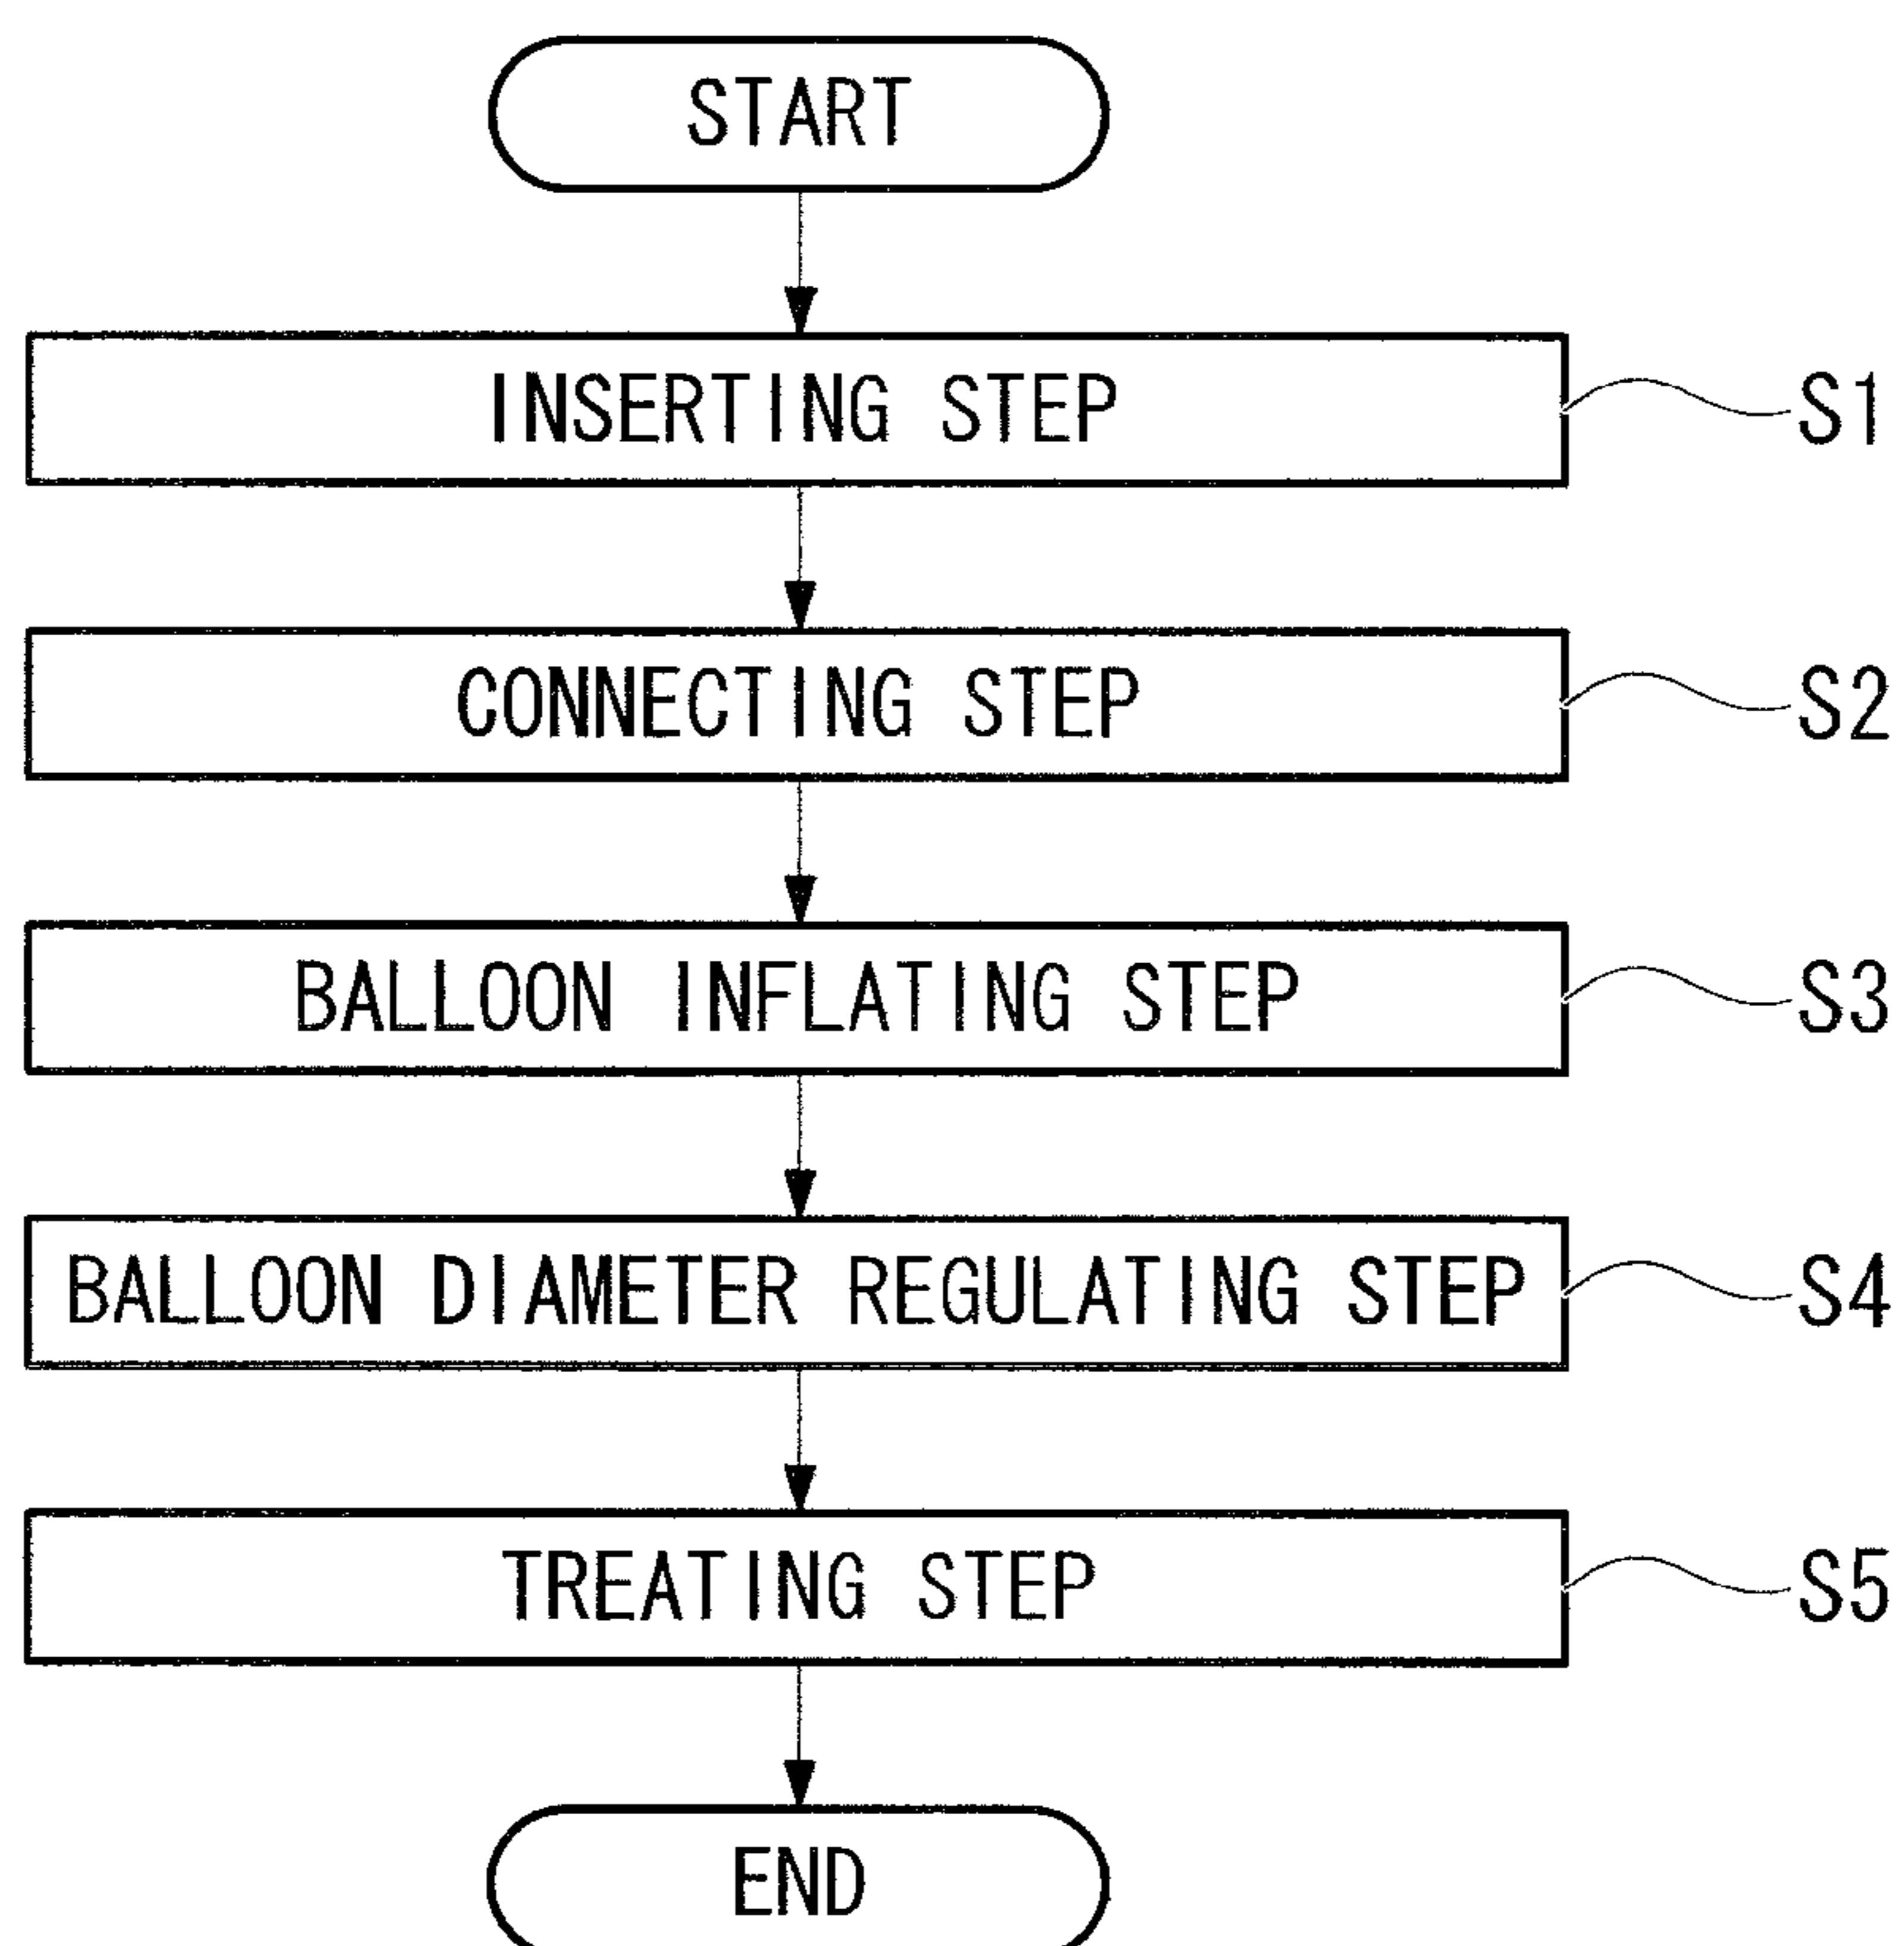 START
INSERTING STEP
S1
CONNECTING STEP
S2
BALLOON INFLATING STEP
S3
BALLOON DIAMETER REGULATING STEP
S4
TREATING STEP
S5
END